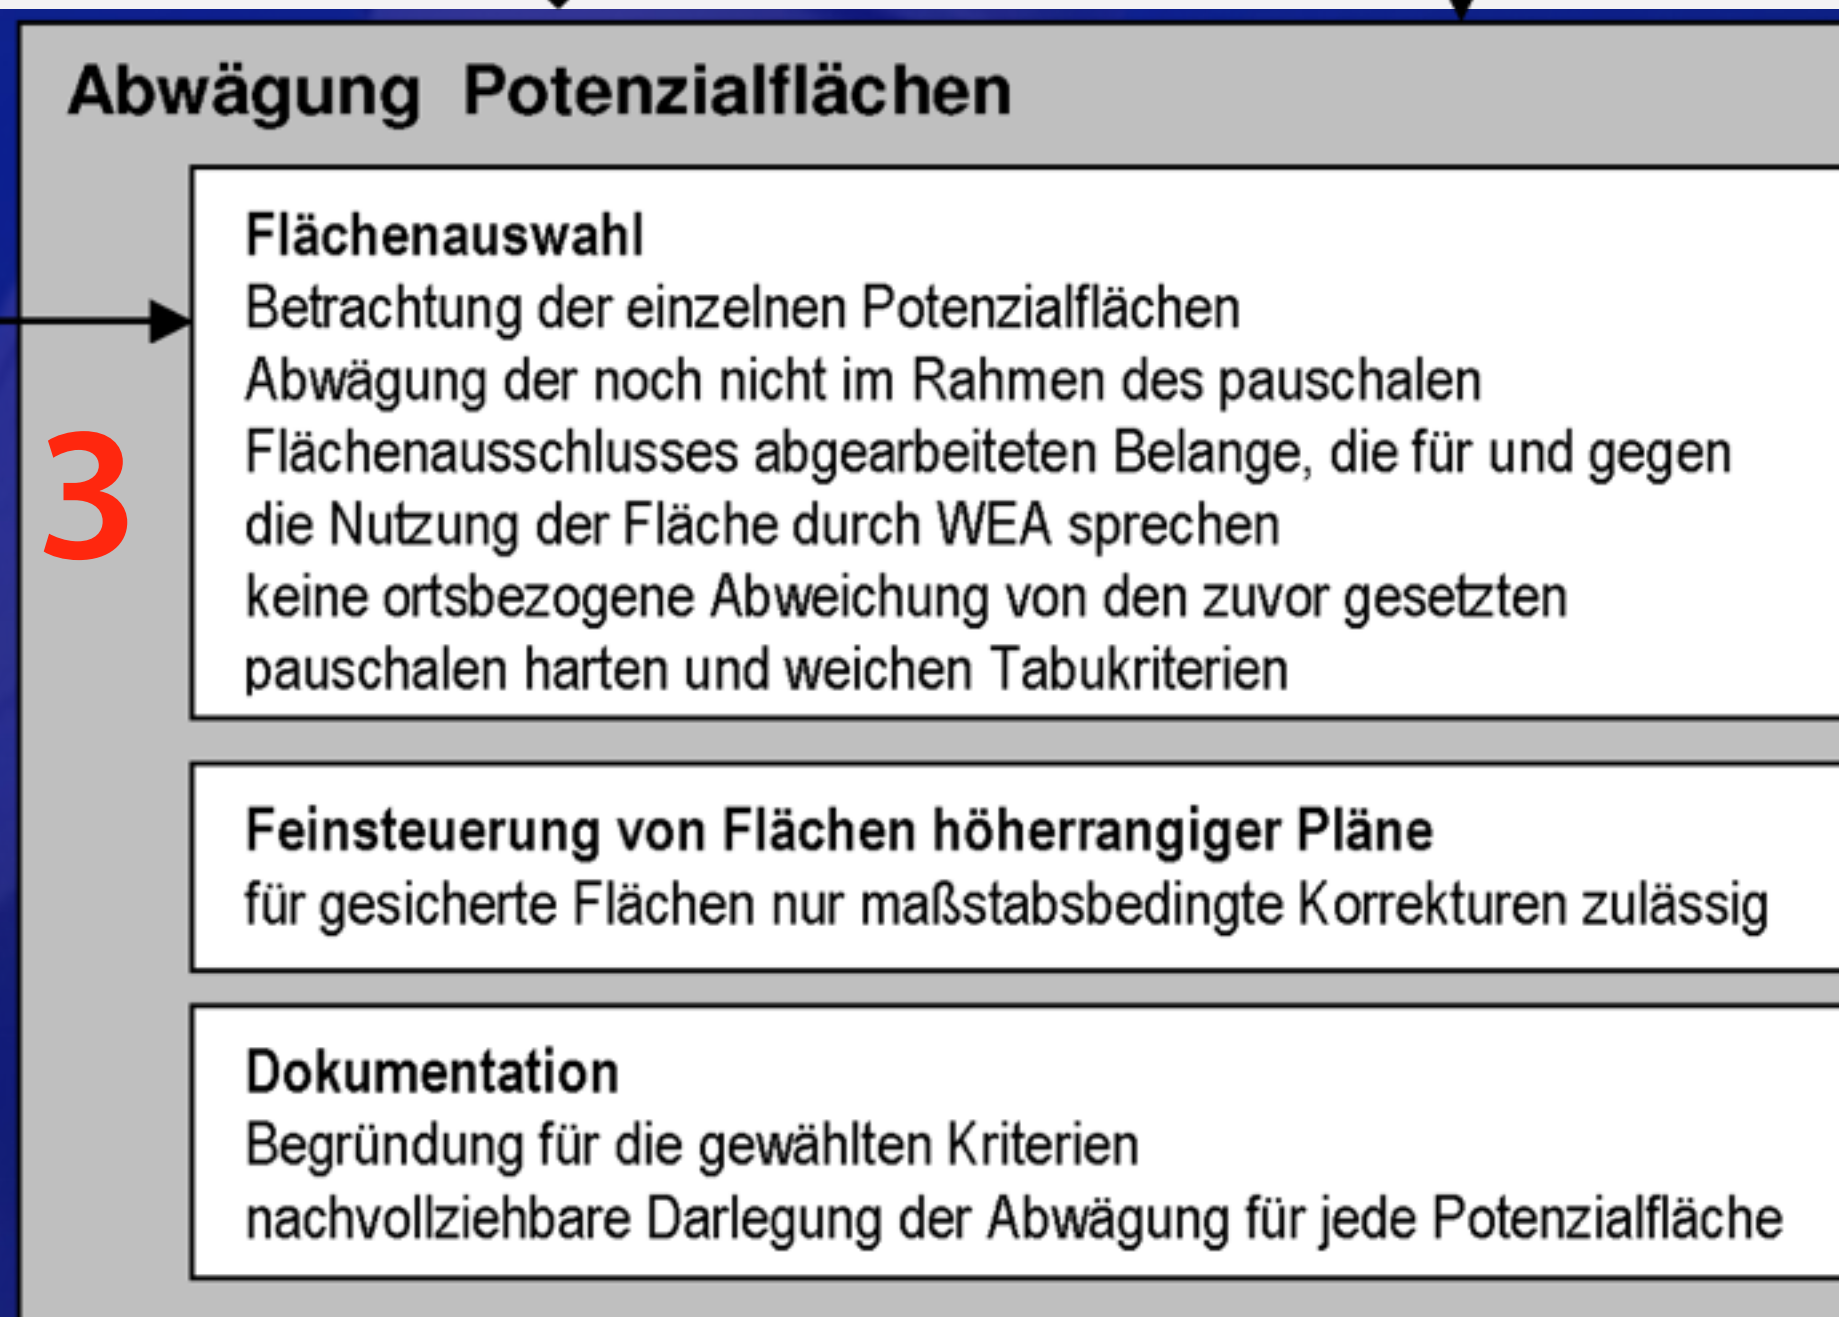 Abwägung Potenzialflächen
Flächenauswahl
Betrachtung der einzelnen Potenzialflächen
Abwägung der noch nicht im Rahmen des pauschalen
Flächenausschlusses abgearbeiteten Belange, die für und gegen
die Nutzung der Fläche durch WEA sprechen
keine ortsbezogene Abweichung von den zuvor gesetzten
pauschalen harten und weichen Tabukriterien
3
Feinsteuerung von Flächen höherrangiger Pläne
für gesicherte Flächen nur maßstabsbedingte Korrekturen zulässig
Dokumentation
Begründung für die gewählten Kriterien
nachvollziehbare Darlegung der Abwägung für jede Potenzialfläche